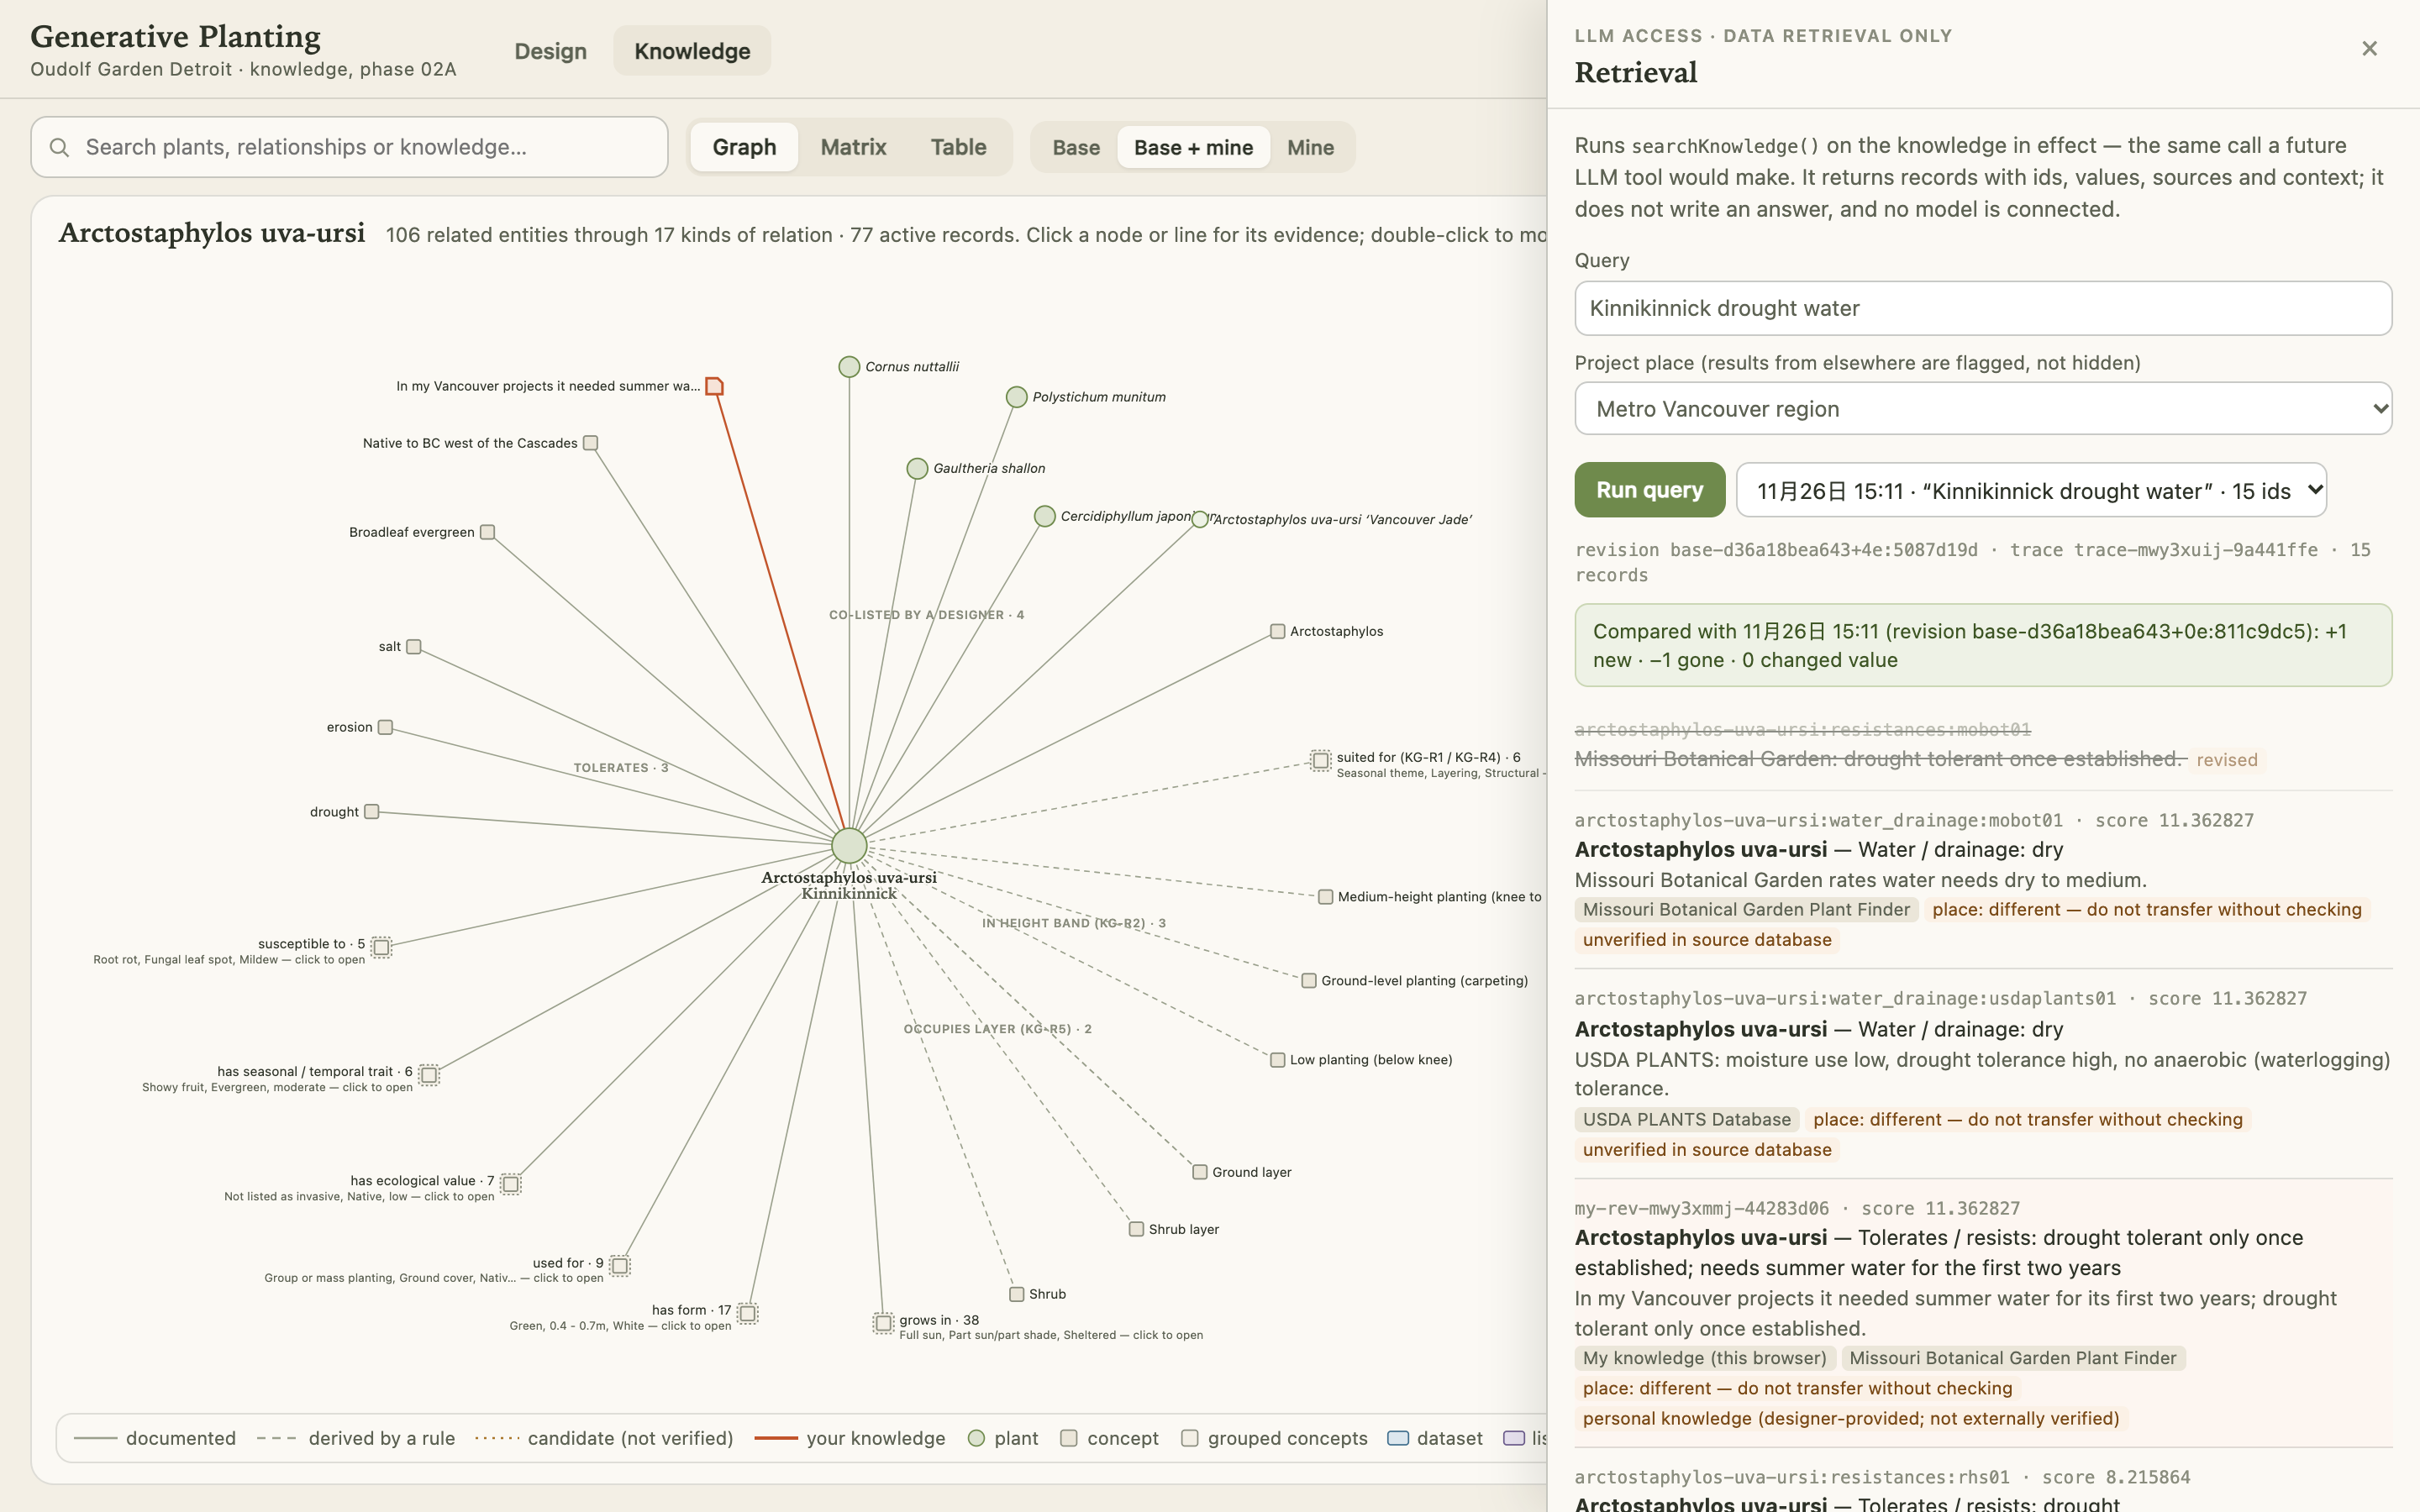 Generative Planting
Oudolf Garden Detroit · knowledge, phase 02A
Design
Knowledge
Search plants, relationships or knowledge...
Graph
Matrix
Table
Base
Base + mine
Mine
Arctostaphylos uva-ursi
106 related entities through 17 kinds of relation · 77 active records. Click a node or line for its evidence; double-click to mo
In my Vancouver projects it needed summer wa...
Native to BC west of the Cascades
Broadleaf evergreen
salt
erosion
TOLERATES · 3
drought
susceptible to · 5
Root rot, Fungal leaf spot, Mildew — click to open
has seasonal / temporal trait · 6
Showy fruit, Evergreen, moderate — click to open
has ecological value · 7
Not listed as invasive, Native, low — click to open
used for · 9
Group or mass planting, Ground cover, Nativ... — click to open
has form · 17
Green, 0.4 - 0.7m, White — click to open
grows in · 38
Full sun, Part sun/part shade, Sheltered — click to open
Cornus nuttallii
Polystichum munitum
Gaultheria shallon
Cercidiphyllum
Arctostaphylos uva-ursi ‘Vancouver Jade’
CO-LISTED BY A DESIGNER · 4
Arctostaphylos
suited for (KG-R1 / KG-R4) · 6
Seasonal theme, Layering, Structural
Arctostaphylos uva-ursi
Kinnikinnick
Medium-height planting (knee to
IN HEIGHT BAND (KG-R2) · 3
Ground-level planting (carpeting)
OCCUPIES LAYER (KG-R5) · 2
Low planting (below knee)
Ground layer
Shrub layer
Shrub
documented
derived by a rule
candidate (not verified)
your knowledge
plant
concept
grouped concepts
dataset
lis
LLM ACCESS · DATA RETRIEVAL ONLY
Retrieval
×
Runs searchKnowledge() on the knowledge in effect — the same call a future
LLM tool would make. It returns records with ids, values, sources and context; it
does not write an answer, and no model is connected.
Query
Kinnikinnick drought water
Project place (results from elsewhere are flagged, not hidden)
Metro Vancouver region
Run query
11月26日 15:11 · “Kinnikinnick drought water” · 15 ids
revision base-d36a18bea643+4e:5087d19d · trace trace-mwy3xuij-9a441ffe · 15
records
Compared with 11月26日 15:11 (revision base-d36a18bea643+0e:811c9dc5): +1
new · −1 gone · 0 changed value
arctostaphylos-uva-ursi:resistances:mobot01
Missouri Botanical Garden: drought tolerant once established. revised
arctostaphylos-uva-ursi:water_drainage:mobot01 · score 11.362827
Arctostaphylos uva-ursi — Water / drainage: dry
Missouri Botanical Garden rates water needs dry to medium.
Missouri Botanical Garden Plant Finder place: different — do not transfer without checking
unverified in source database
arctostaphylos-uva-ursi:water_drainage:usdaplants01 · score 11.362827
Arctostaphylos uva-ursi — Water / drainage: dry
USDA PLANTS: moisture use low, drought tolerance high, no anaerobic (waterlogging)
tolerance.
USDA PLANTS Database place: different — do not transfer without checking
unverified in source database
my-rev-mwy3xmmj-44283d06 · score 11.362827
Arctostaphylos uva-ursi — Tolerates / resists: drought tolerant only once
established; needs summer water for the first two years
In my Vancouver projects it needed summer water for its first two years; drought
tolerant only once established.
My knowledge (this browser) Missouri Botanical Garden Plant Finder
place: different — do not transfer without checking
personal knowledge (designer-provided; not externally verified)
arctostaphylos-uva-ursi:resistances:rhs01 · score 8.215864
Arctostaphylos uva-ursi — Tolerates / resists: drought